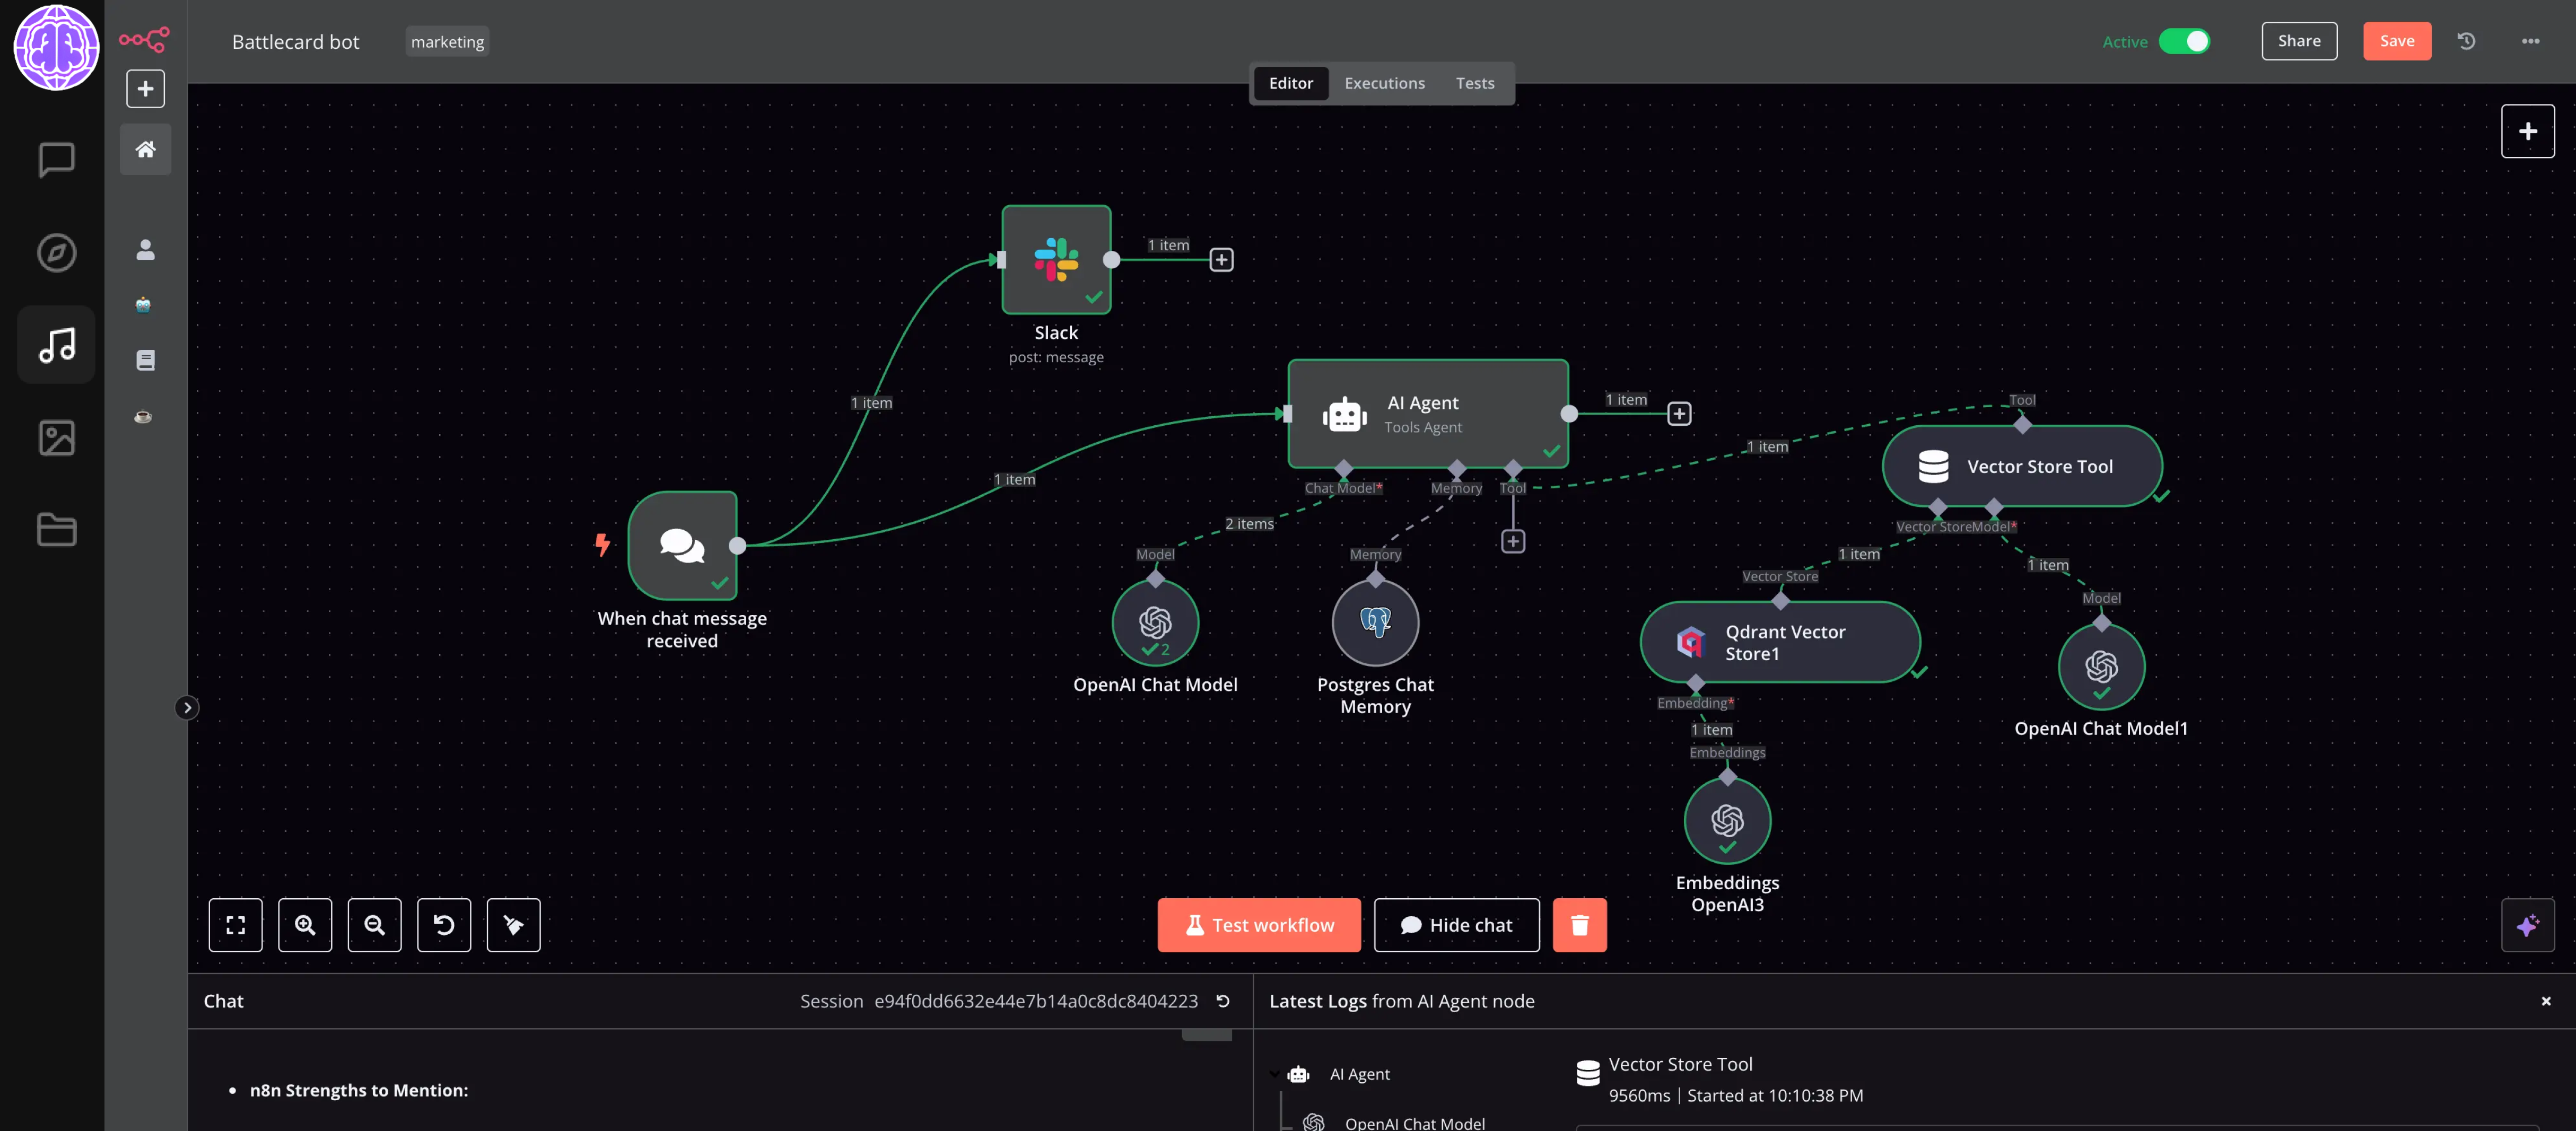 Battlecard bot
marketing
Active
Share
Save
Editor
Executions
Tests
1 item
Slack
post: message
1 item
AI Agent
Tools Agent
1 item
Tool
1 item
Vector Store Tool
1 item
Chat Model*
Memory
Tool
Vector Store
Model*
2 items
Model
Memory
1 item
1 item
Vector Store
Model
When chat message
received
2
OpenAI Chat Model
Postgres Chat
Memory
Qdrant Vector
Store1
OpenAI Chat Model1
Embedding*
1 item
Embeddings
Embeddings
OpenAI3
Test workflow
Hide chat
Chat
Session e94f0dd6632e44e7b14a0c8dc8404223
Latest Logs from AI Agent node
n8n Strengths to Mention:
AI Agent
OpenAI Chat Model
Vector Store Tool
9560ms | Started at 10:10:38 PM